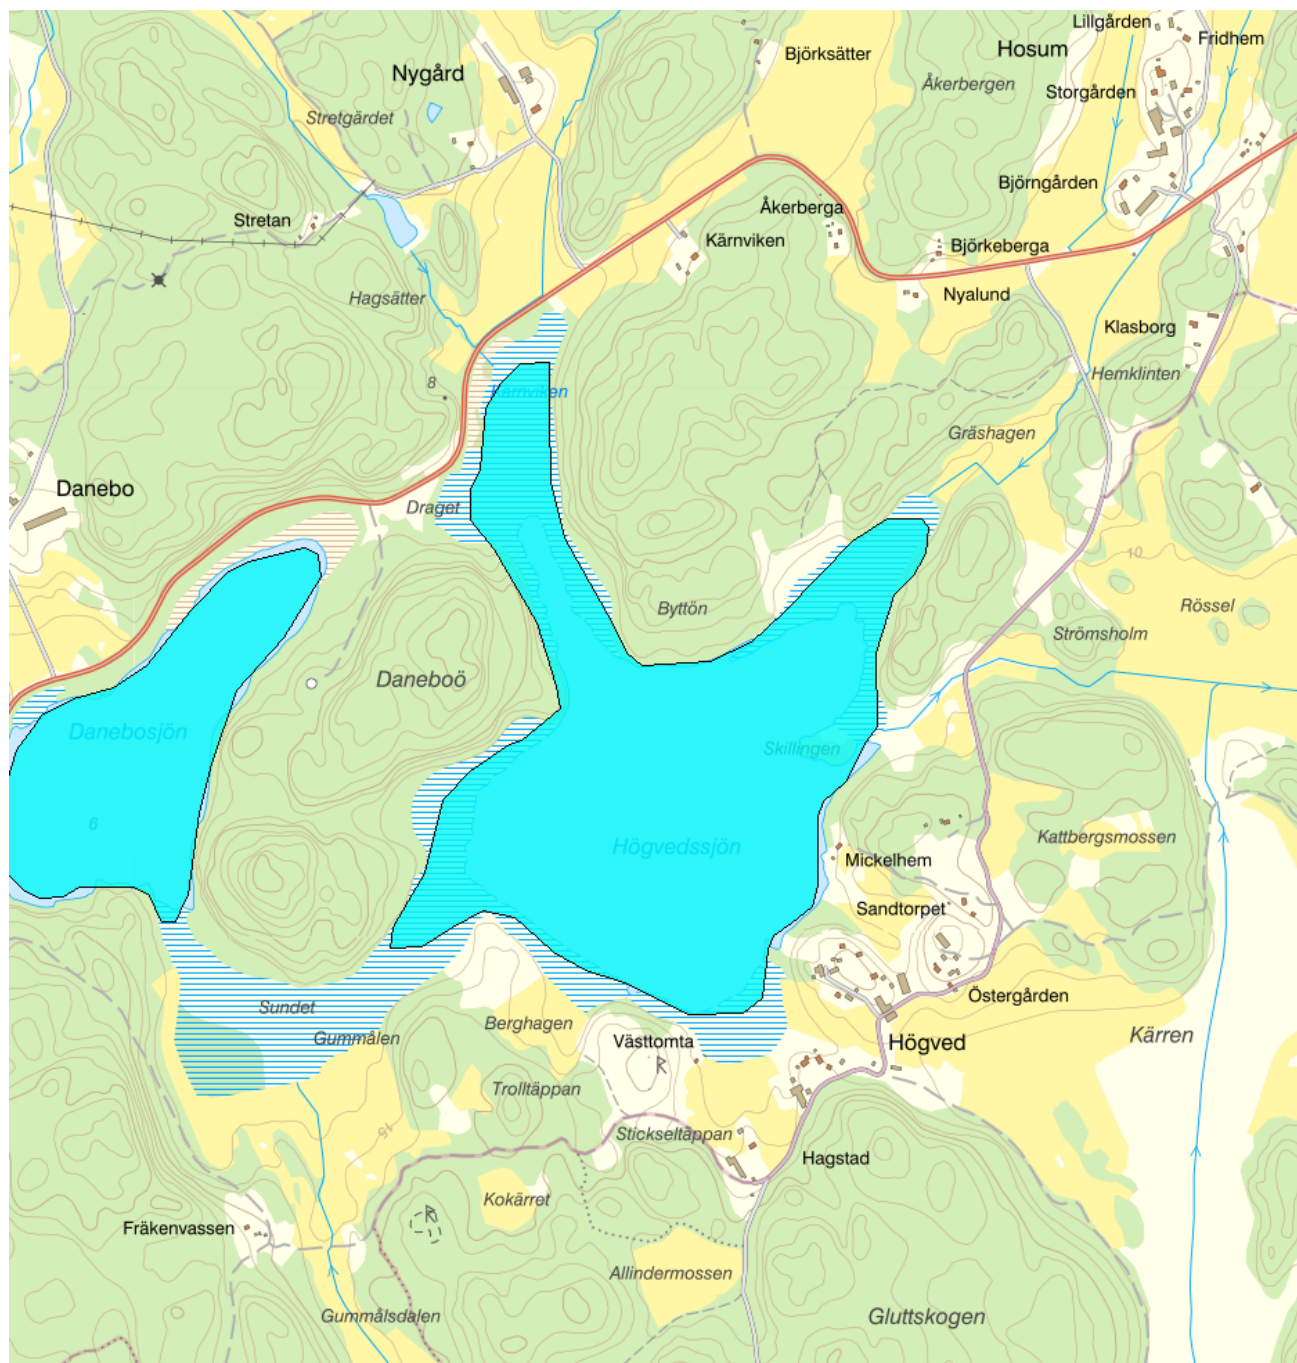 Lillgården
Fridhem
Hosum
Björksätter
Nygård
Åkerbergen
Storgården
Stretgärdet
Björngården
Åkerberga
Stretan
Kärnviken
Björkeberga
Hagsätter
Nyalund
Klasborg
Hemklinten
8
Kärnviken
Gräshagen
Danebo
Draget
10
Byttön
Rössel
Strömsholm
Daneboö
Danebosjön
Skillingen
6
Högvedssjön
Kattbergsmossen
Mickelhem
Sandtorpet
Östergården
Sundet
Berghagen
Gummålen
Västtomta
Högved
Kärren
R
Trolltäppan
15
Stickseltäppan
Hagstad
Kokärret
R
Fräkenvassen
Allindermossen
Gummålsdalen
Gluttskogen